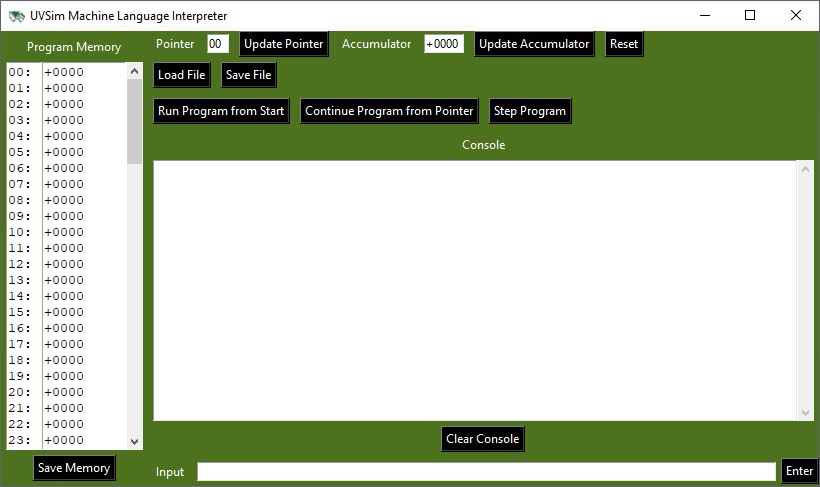 UVSim Machine Language Interpreter
Program Memory
Pointer 00 Update Pointer Accumulator +0000 Update Accumulator Reset
Load File Save File
Run Program from Start Continue Program from Pointer Step Program
Console
00: +0000
01: +0000
02: +0000
03: +0000
04: +0000
05: +0000
06: +0000
07: +0000
08: +0000
09: +0000
10: +0000
11: +0000
12: +0000
13: +0000
14: +0000
15: +0000
16: +0000
17: +0000
18: +0000
19: +0000
20: +0000
21: +0000
22: +0000
23: +0000
Clear Console
Save Memory
Input Enter